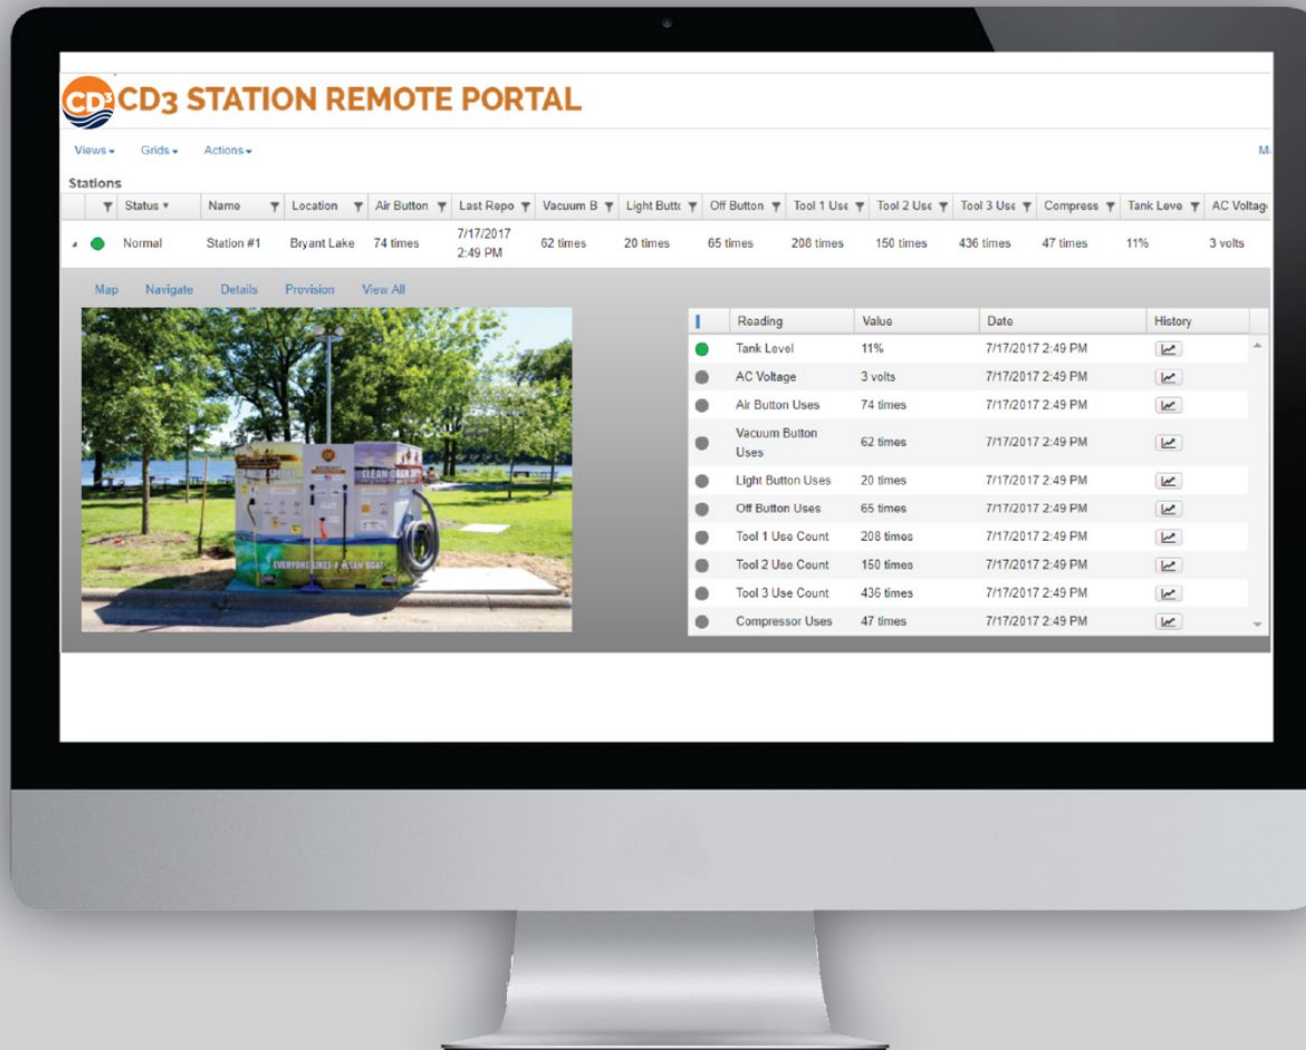 CD3 CD3 STATION REMOTE PORTAL
Views Grids Actions
Stations
Status Name Location Air Button Last Repo Vacuum B Light Butt Off Button Tool 1 Use Tool 2 Use Tool 3 Use Compress Tank Leve AC Voltag
Normal Station #1 Bryant Lake 74 times 7/17/2017 2:49 PM 62 times 20 times 65 times 208 times 150 times 436 times 47 times 11% 3 volts
Map Navigate Details Provision View All
Reading Value Date History
Tank Level 11% 7/17/2017 2:49 PM
AC Voltage 3 volts 7/17/2017 2:49 PM
Air Button Uses 74 times 7/17/2017 2:49 PM
Vacuum Button Uses 62 times 7/17/2017 2:49 PM
Light Button Uses 20 times 7/17/2017 2:49 PM
Off Button Uses 65 times 7/17/2017 2:49 PM
Tool 1 Use Count 208 times 7/17/2017 2:49 PM
Tool 2 Use Count 150 times 7/17/2017 2:49 PM
Tool 3 Use Count 436 times 7/17/2017 2:49 PM
Compressor Uses 47 times 7/17/2017 2:49 PM
EVERYONE LIKES A
BOAT